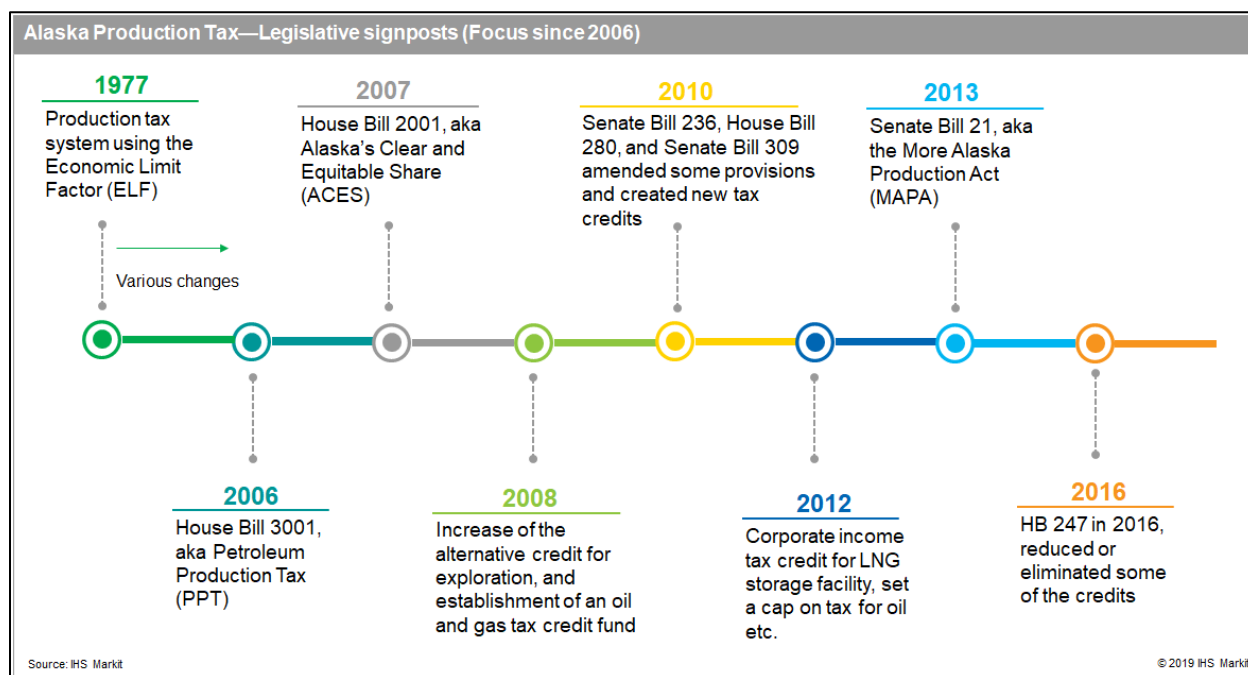 Alaska Production Tax—Legislative signposts (Focus since 2006)
1977
Production tax
system using the
Economic Limit
Factor (ELF)
Various changes
2007
House Bill 2001, aka
Alaska's Clear and
Equitable Share
(ACES)
2010
Senate Bill 236, House Bill
280, and Senate Bill 309
amended some provisions
and created new tax
credits
2013
Senate Bill 21, aka
the More Alaska
Production Act
(MAPA)
2006
House Bill 3001,
aka Petroleum
Production Tax
(PPT)
2008
Increase of the
alternative credit for
exploration, and
establishment of an oil
and gas tax credit fund
2012
Corporate income
tax credit for LNG
storage facility, set
a cap on tax for oil
etc.
2016
HB 247 in 2016,
reduced or
eliminated some
of the credits
Source: IHS Markit
© 2019 IHS Markit